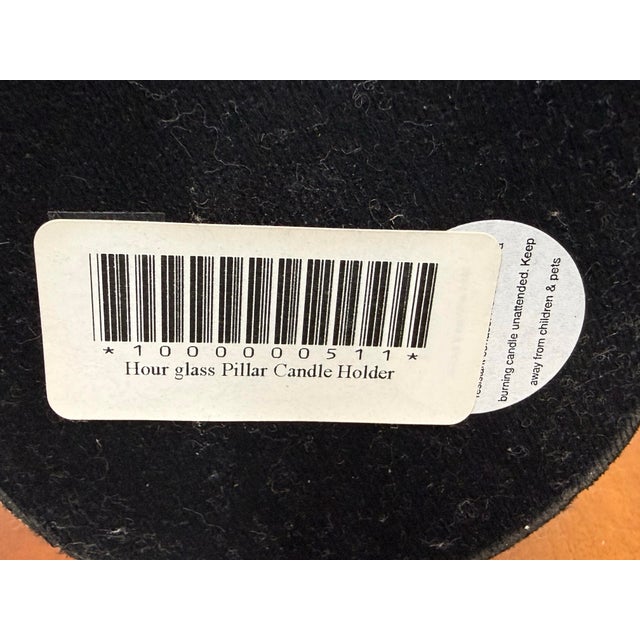 *1000000511*
Hour glass Pillar Candle Holder
burning candle unattended. Keep
away from children & pets